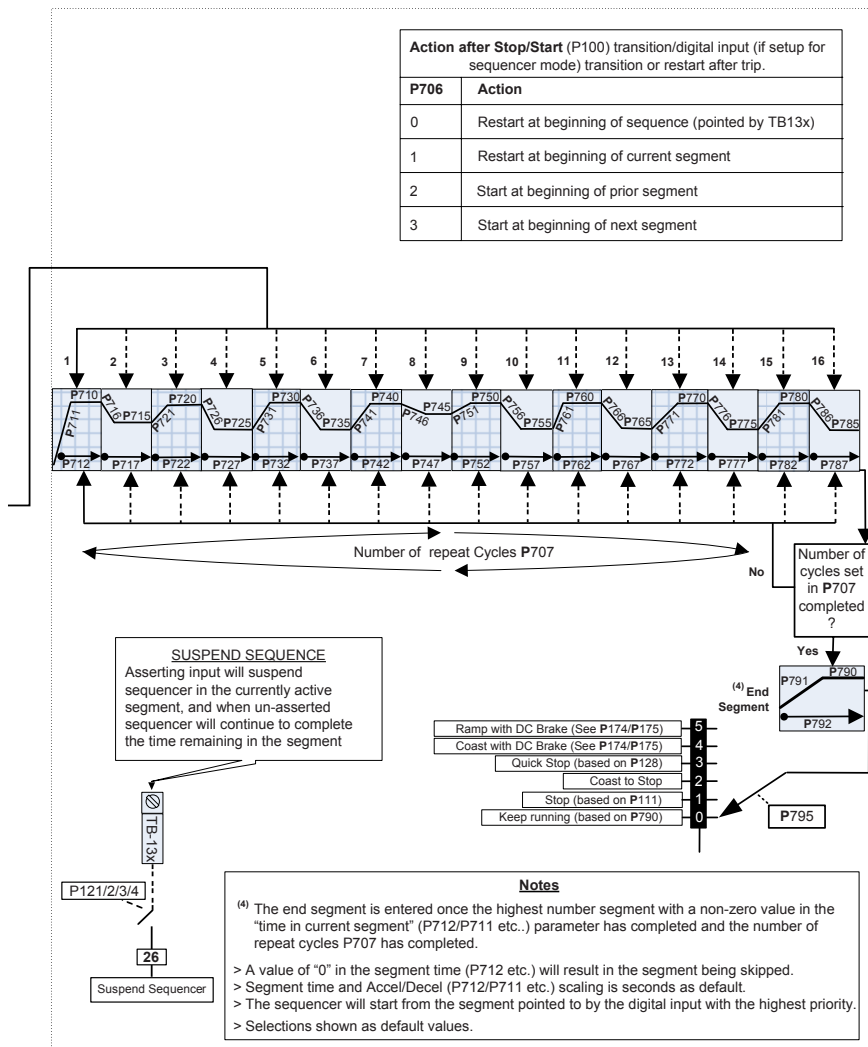 Action after Stop/Start (P100) transition/digital input (if setup for
sequencer mode) transition or restart after trip.
P706 Action
0 Restart at beginning of sequence (pointed by TB13x)
1 Restart at beginning of current segment
2 Start at beginning of prior segment
3 Start at beginning of next segment
1 2 3 4 5 6 7 8 9 10 11 12 13 14 15 16
P710 P720 P730 P740 P750 P760 P770 P780
P711 P716 P715 P721 P726 P725 P731 P736 P735 P741 P746 P745 P751 P756 P755 P761 P766 P765 P771 P776 P775 P781 P786 P785
P712 P717 P722 P727 P732 P737 P742 P747 P752 P757 P762 P767 P772 P777 P782 P787
Number of repeat Cycles P707
No
Number of
cycles set
in P707
completed
?
Yes
(4) End
Segment
P791 P790
P792
SUSPEND SEQUENCE
Asserting input will suspend
sequencer in the currently active
segment, and when un-asserted
sequencer will continue to complete
the time remaining in the segment
TB-13x
P121/2/3/4
26
Suspend Sequencer
Ramp with DC Brake (See P174/P175) 5
Coast with DC Brake (See P174/P175) 4
Quick Stop (based on P128) 3
Coast to Stop 2
Stop (based on P111) 1
Keep running (based on P790) 0
P795
Notes
(4) The end segment is entered once the highest number segment with a non-zero value in the
“time in current segment” (P712/P711 etc..) parameter has completed and the number of
repeat cycles P707 has completed.
> A value of “0” in the segment time (P712 etc.) will result in the segment being skipped.
> Segment time and Accel/Decel (P712/P711 etc.) scaling is seconds as default.
> The sequencer will start from the segment pointed to by the digital input with the highest priority.
> Selections shown as default values.